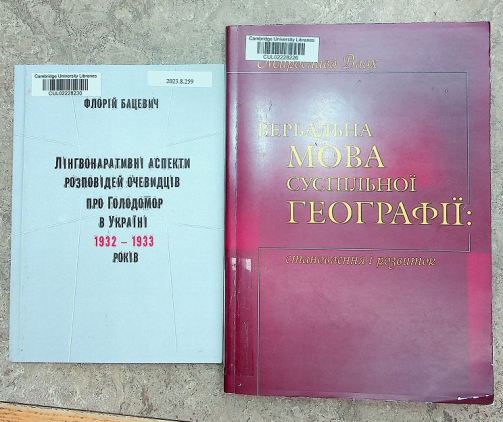 Cambridge University Libraries
CUL02228230
2023.8.259
ФЛОРІЙ БАЦЕВИЧ
ЛІНГВОНАРАТИВНІ АСПЕКТИ
РОЗПОВІДЕЙ ОЧЕВИДЦІВ
ПРО ГОЛОДОМОР
В УКРАЇНІ
1932 – 1933
РОКІВ
Cambridge University Libraries
CUL02228226
ВЕРБАЛЬНА
МОВА
СУСПІЛЬНОЇ
ГЕОГРАФІЇ:
становлення і розвиток